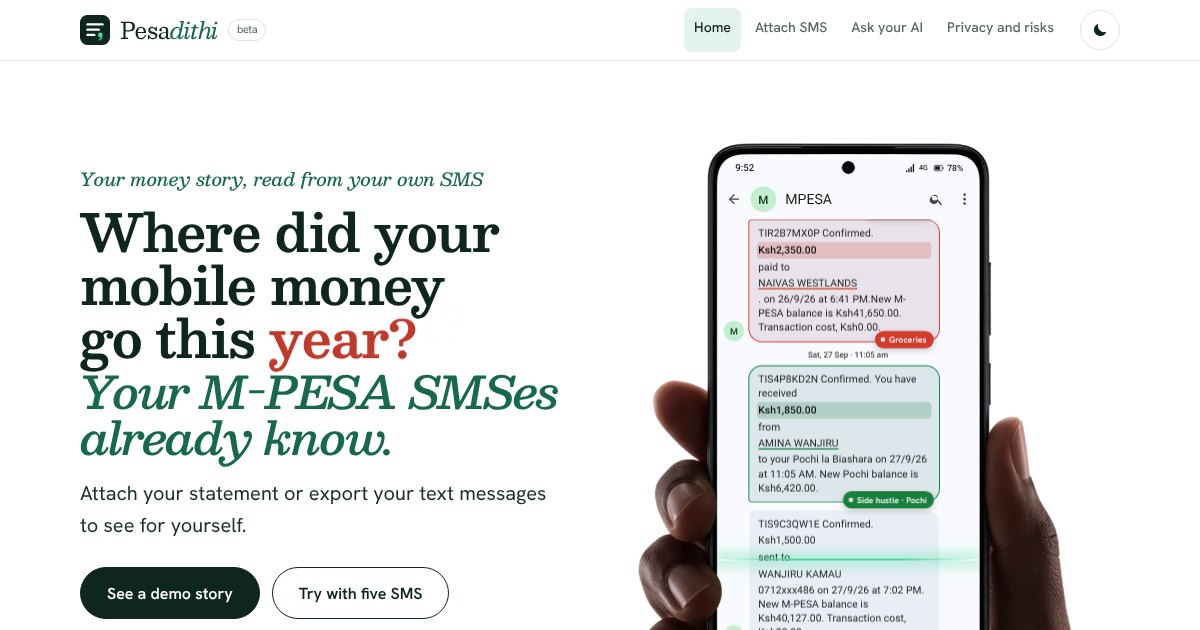 Pesadithi beta
Home
Attach SMS
Ask your AI
Privacy and risks
Your money story, read from your own SMS
Where did your
mobile money
go this year?
Your M-PESA SMSes
already know.
Attach your statement or export your text messages
to see for yourself.
See a demo story
Try with five SMS
9:52
4G
78%
M
MPESA
TIR2B7MX0P Confirmed.
Ksh2,350.00
paid to
NAIVAS WESTLANDS
. on 26/9/26 at 6:41 PM.New M-
PESA balance is Ksh41,650.00.
Transaction cost, Ksh0.00.
M
Groceries
Sat, 27 Sep · 11:05 am
TIS4P8KD2N Confirmed. You have
received
Ksh1,850.00
from
AMINA WANJIRU
to your Pochi la Biashara on 27/9/26
at 11:05 AM. New Pochi balance is
Ksh6,420.00.
Side hustle · Pochi
TIS9C3QW1E Confirmed.
Ksh1,500.00
sent to
WANJIRU KAMAU
0712xxx486 on 27/9/26 at 7:02 PM.
New M-PESA balance is
Ksh40,127.00. Transaction cost,